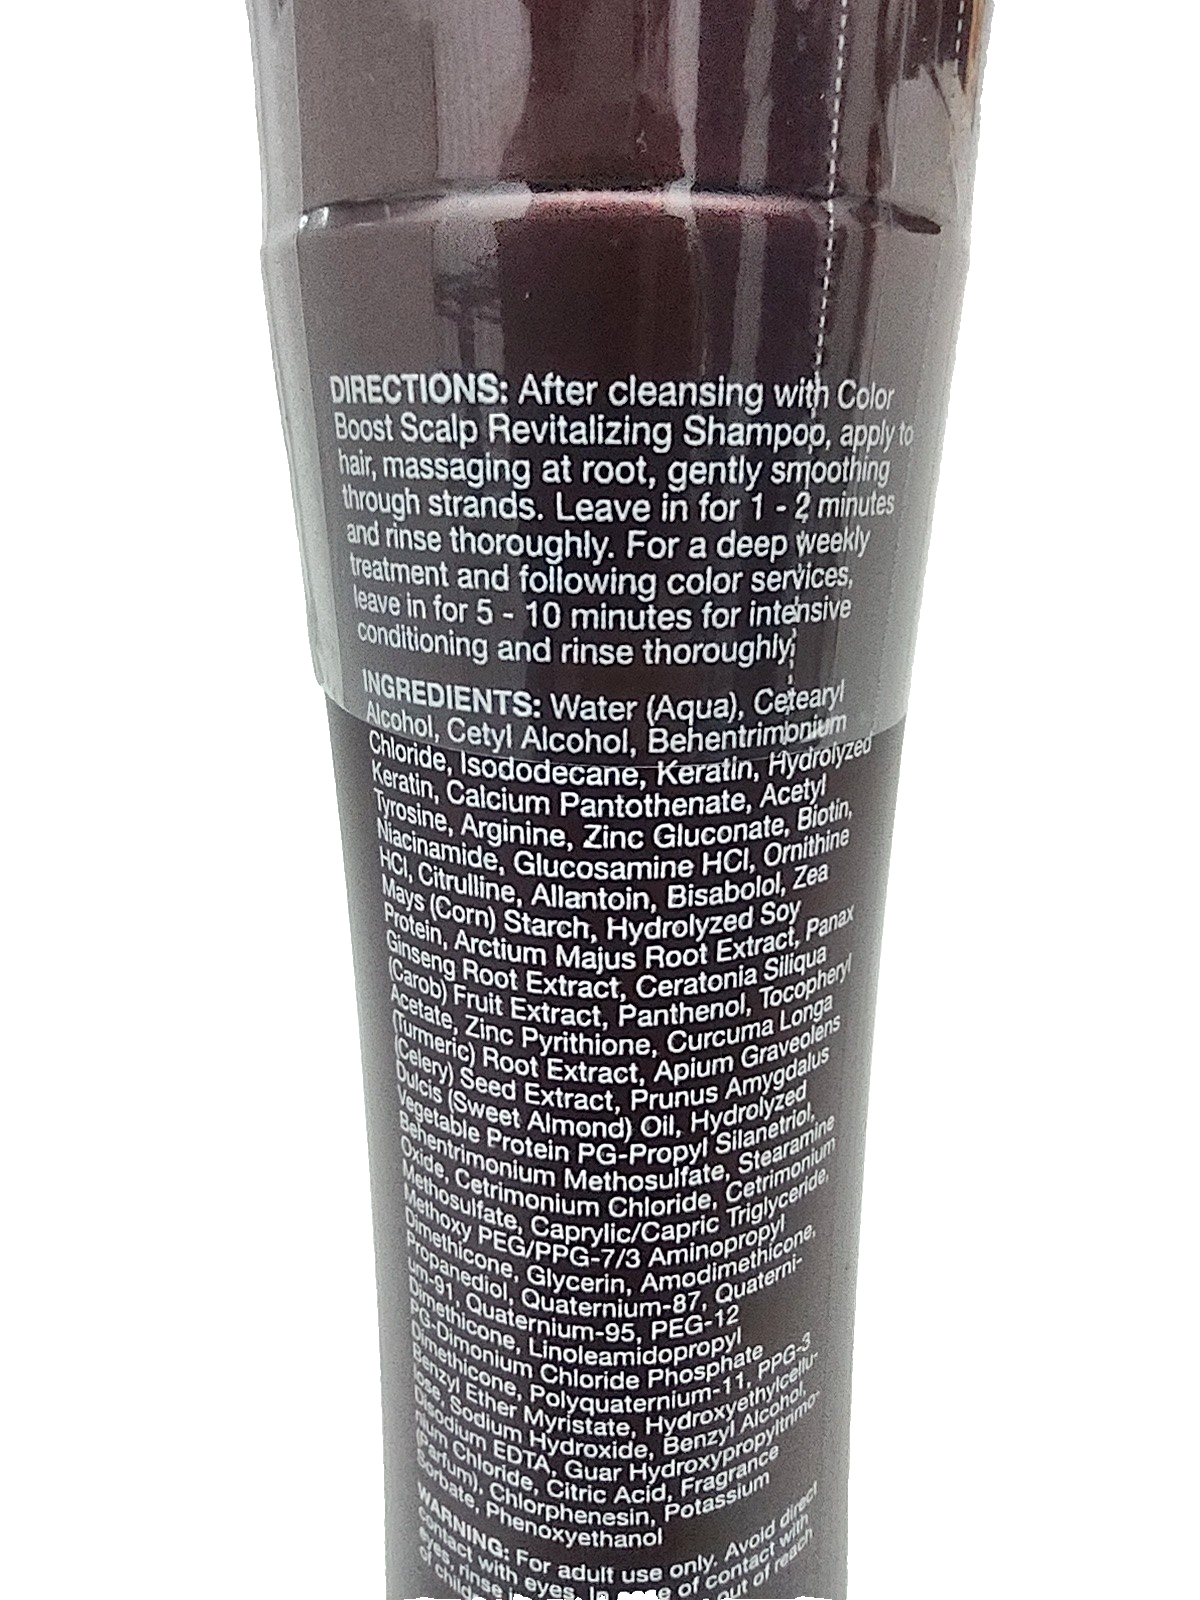 DIRECTIONS: After cleansing with Color
Boost Scalp Revitalizing Shampoo, apply to
hair, massaging at root, gently smoothing
through strands. Leave in for 1 - 2 minutes
and rinse thoroughly. For a deep weekly
treatment and following color services,
leave in for 5 - 10 minutes for intensive
conditioning and rinse thoroughly.
INGREDIENTS: Water (Aqua), Cetearyl
Alcohol, Cetyl Alcohol, Behentrimonium
Chloride, Isododecane, Keratin, Hydrolyzed
Keratin, Calcium Pantothenate, Acetyl
Tyrosine, Arginine, Zinc Gluconate, Biotin,
Niacinamide, Glucosamine HCl, Ornithine
HCl, Citrulline, Allantoin, Bisabolol, Zea
Mays (Corn) Starch, Hydrolyzed Soy
Protein, Arctium Majus Root Extract, Panax
Ginseng Root Extract, Ceratonia Siliqua
(Carob) Fruit Extract, Panthenol, Tocopheryl
Acetate, Zinc Pyrithione, Curcuma Longa
(Turmeric) Root Extract, Apium Graveolens
(Celery) Seed Extract, Prunus Amygdalus
Dulcis (Sweet Almond) Oil, Hydrolyzed
Vegetable Protein PG-Propyl Silanetriol,
Behentrimonium Methosulfate, Stearamine
Oxide, Cetrimonium Chloride, Cetrimonium
Methosulfate, Caprylic/Capric Triglyceride,
Methoxy PEG/PPG-7/3 Aminopropyl
Dimethicone, Glycerin, Amodimethicone,
Propanediol, Quaternium-87, Quaterni-
um-91, Quaternium-95, PEG-12
Dimethicone, Linoleamidopropyl
PG-Dimonium Chloride Phosphate
Dimethicone, Polyquaternium-11, PPG-3
Benzyl Ether Myristate, Hydroxyethylcellu-
lose, Sodium Hydroxide, Benzyl Alcohol,
Disodium EDTA, Guar Hydroxypropyltrimo-
nium Chloride, Citric Acid, Fragrance
(Parfum), Chlorphenesin, Potassium
Sorbate, Phenoxyethanol
WARNING: For adult use only. Avoid direct
contact with eyes. In of contact with
eyes, rinse out of reach
of